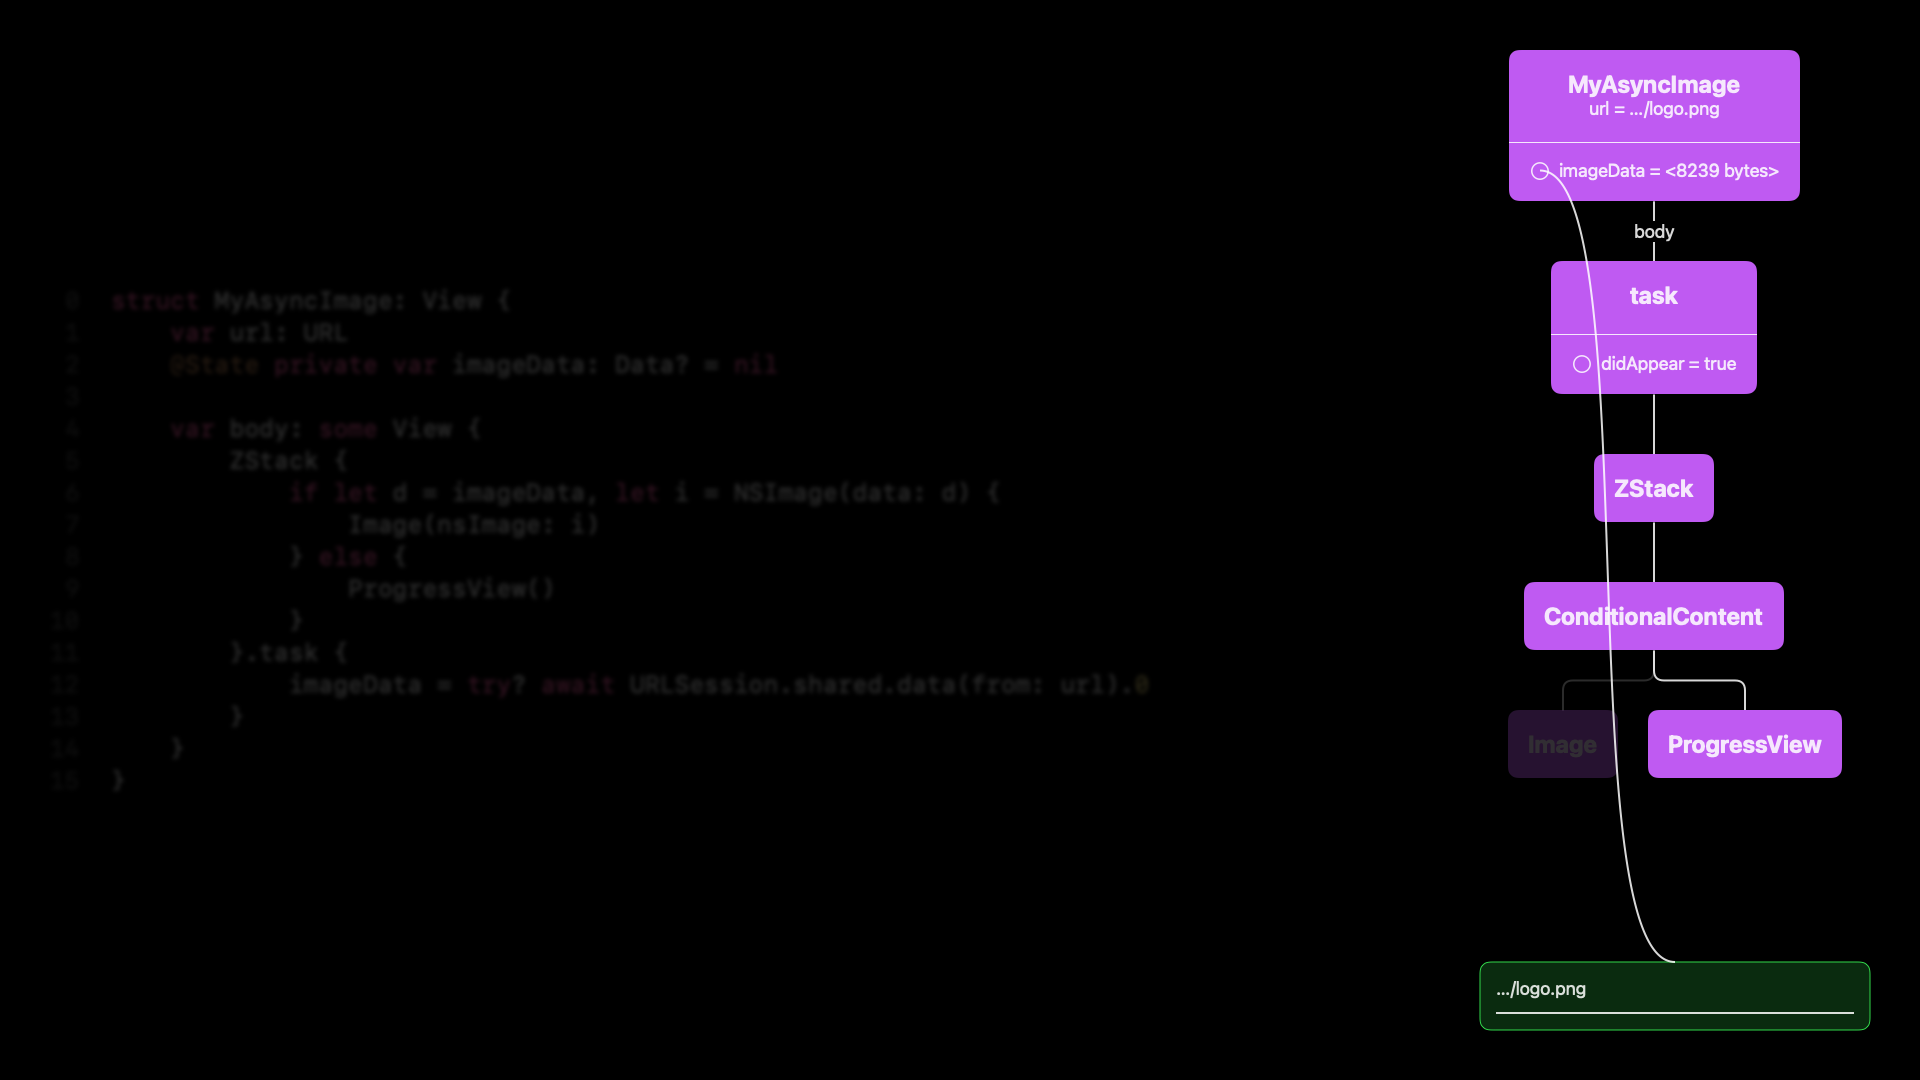 0 struct MyAsyncImage: View {
1 var url: URL
2 @State private var imageData: Data? = nil
3
4 var body: some View {
5 ZStack {
6 if let d = imageData, let i = NSImage(data: d) {
7 Image(nsImage: i)
8 } else {
9 ProgressView()
10 }
11 }.task {
12 imageData = try? await URLSession.shared.data(from: url).0
13 }
14 }
15 }
MyAsyncImage
url = .../logo.png
imageData = <8239 bytes>
body
task
didAppear = true
ZStack
ConditionalContent
Image
ProgressView
.../logo.png